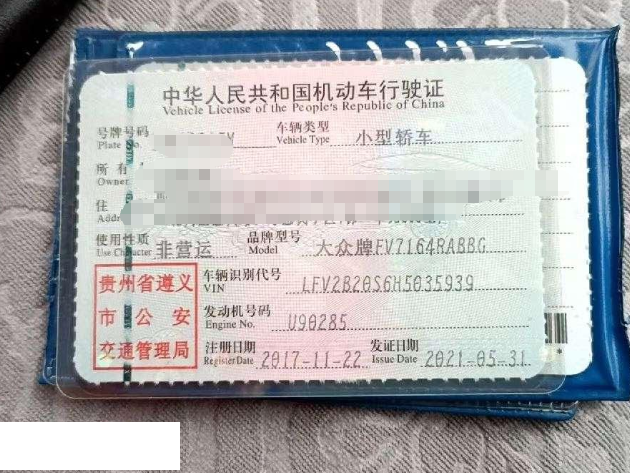 中华人民共和国机动车行驶证
Vehicle License of the People's Republic of China
号牌号码
Plate No.
车辆类型
Vehicle Type
小型轿车
所有
Owner
住
Address
使用性质
Use Character
非营运
品牌型号
Model
大众牌FV7164RABBG
贵州省遵义
市公安
交通管理局
车辆识别代号
VIN
LFV2B20S6H5035939
发动机号码
Engine No.
U90285
注册日期
Register Date
2017-11-22
发证日期
Issue Date
2021-05-31